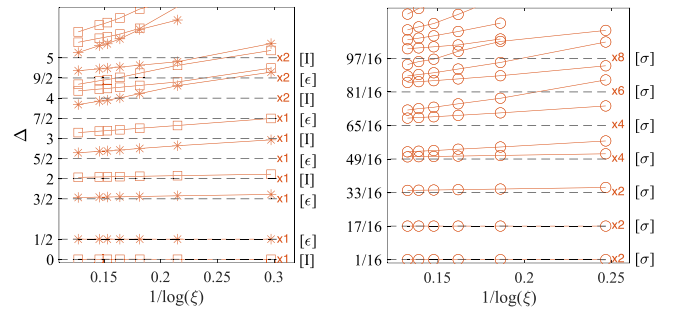 5 x2 [I]
9/2 x2 [ϵ]
4 x2 [I]
7/2 x1 [ϵ]
3 x1 [I]
5/2 x1 [ϵ]
2 x1 [I]
3/2 [ϵ]
1/2 x1 [ϵ]
0 x1 [I]
Δ
0.1 0.15 0.2 0.25 0.3
1/log(ξ)
97/16 x8 [σ]
81/16 x6 [σ]
65/16 x4 [σ]
49/16 x4 [σ]
33/16 x2 [σ]
17/16 x2 [σ]
1/16 x2 [σ]
0.15 0.2 0.25
1/log(ξ)